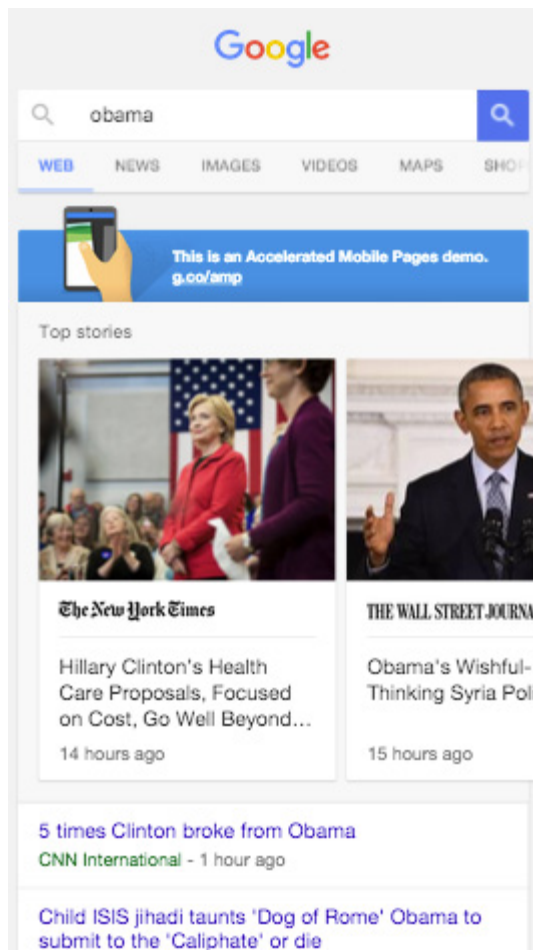 Google
obama
WEB NEWS IMAGES VIDEOS MAPS
This is an Accelerated Mobile Pages demo.
g.co/amp
Top stories
The New York Times
Hillary Clinton's Health
Care Proposals, Focused
on Cost, Go Well Beyond...
14 hours ago
THE WALL STREET JOURNA
Obama's Wishful-
Thinking Syria Pol
15 hours ago
5 times Clinton broke from Obama
CNN International - 1 hour ago
Child ISIS jihadi taunts 'Dog of Rome' Obama to
submit to the 'Caliphate' or die